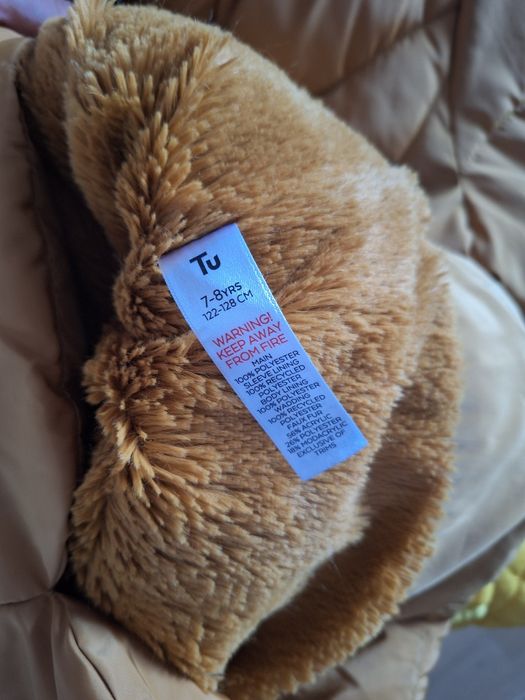 Tu
7-8YRS
122-128 CM
WARNING!
KEEP AWAY
FROM FIRE
MAIN
100% POLYESTER
SLEEVE LINING
100% RECYCLED
POLYESTER
BODY LINING
100% POLYESTER
WADDING
100% RECYCLED
POLYESTER
FAUX FUR
56% ACRYLIC
26% POLYESTER
18% MODACRYLIC
EXCLUSIVE OF
TRIMS